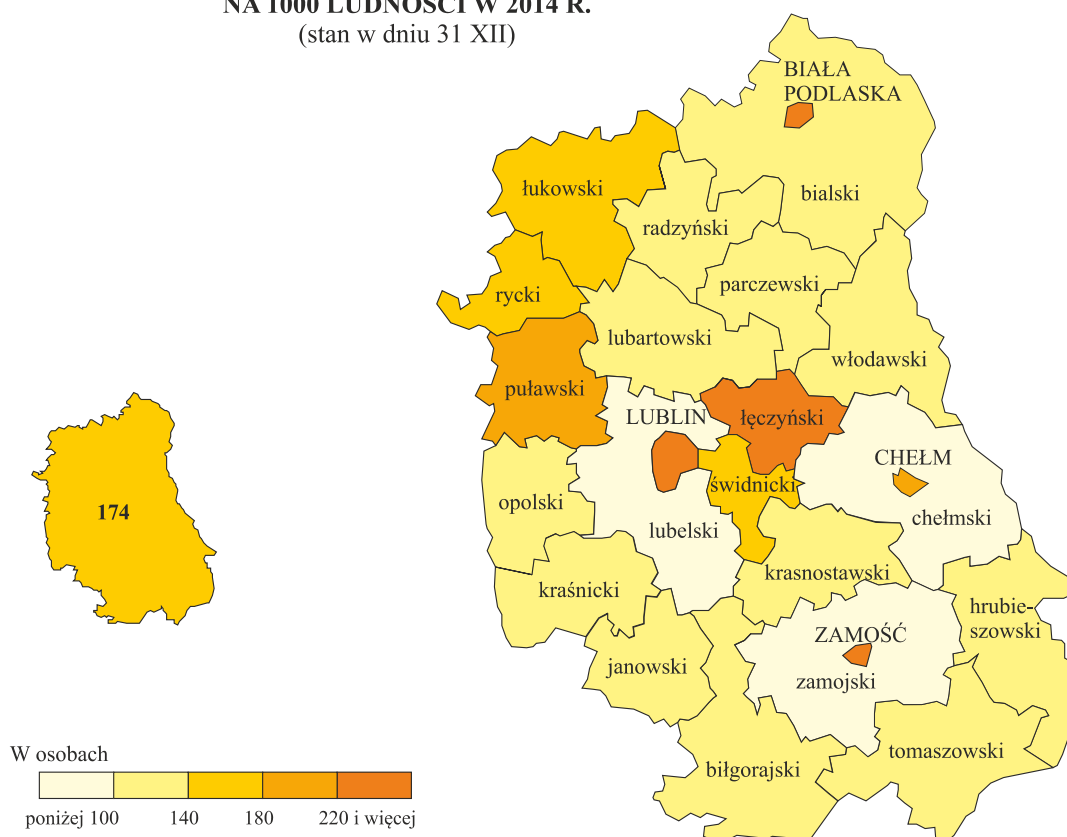 NA 1000 LUDNOŚCI W 2014 R.
(stan w dniu 31 XII)
BIAŁA
PODLASKA
łukowski
bialski
radzyński
parczewski
rycki
lubartowski
włodawski
puławski
LUBLIN
łęczyński
CHEŁM
świdnicki
opolski
174
chełmski
lubelski
krasnostawski
kraśnicki
hrubie-
szowski
ZAMOŚĆ
janowski
zamojski
tomaszowski
biłgorajski
W osobach
poniżej 100 140 180 220 i więcej